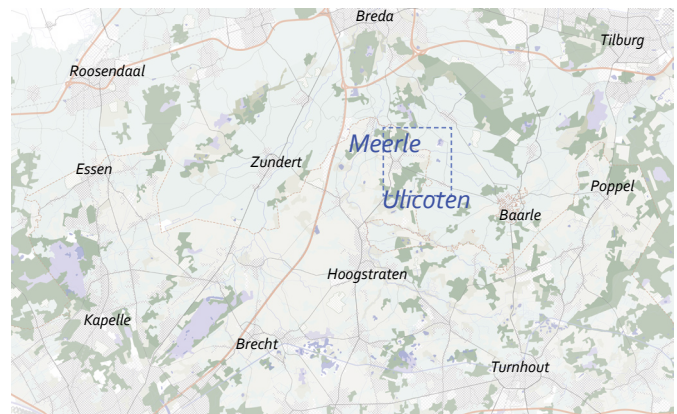 Breda
Tilburg
Roosendaal
Meerle
Zundert
Essen
Poppel
Ulicoten
Baarle
Hoogstraten
Kapelle
Brecht
Turnhout